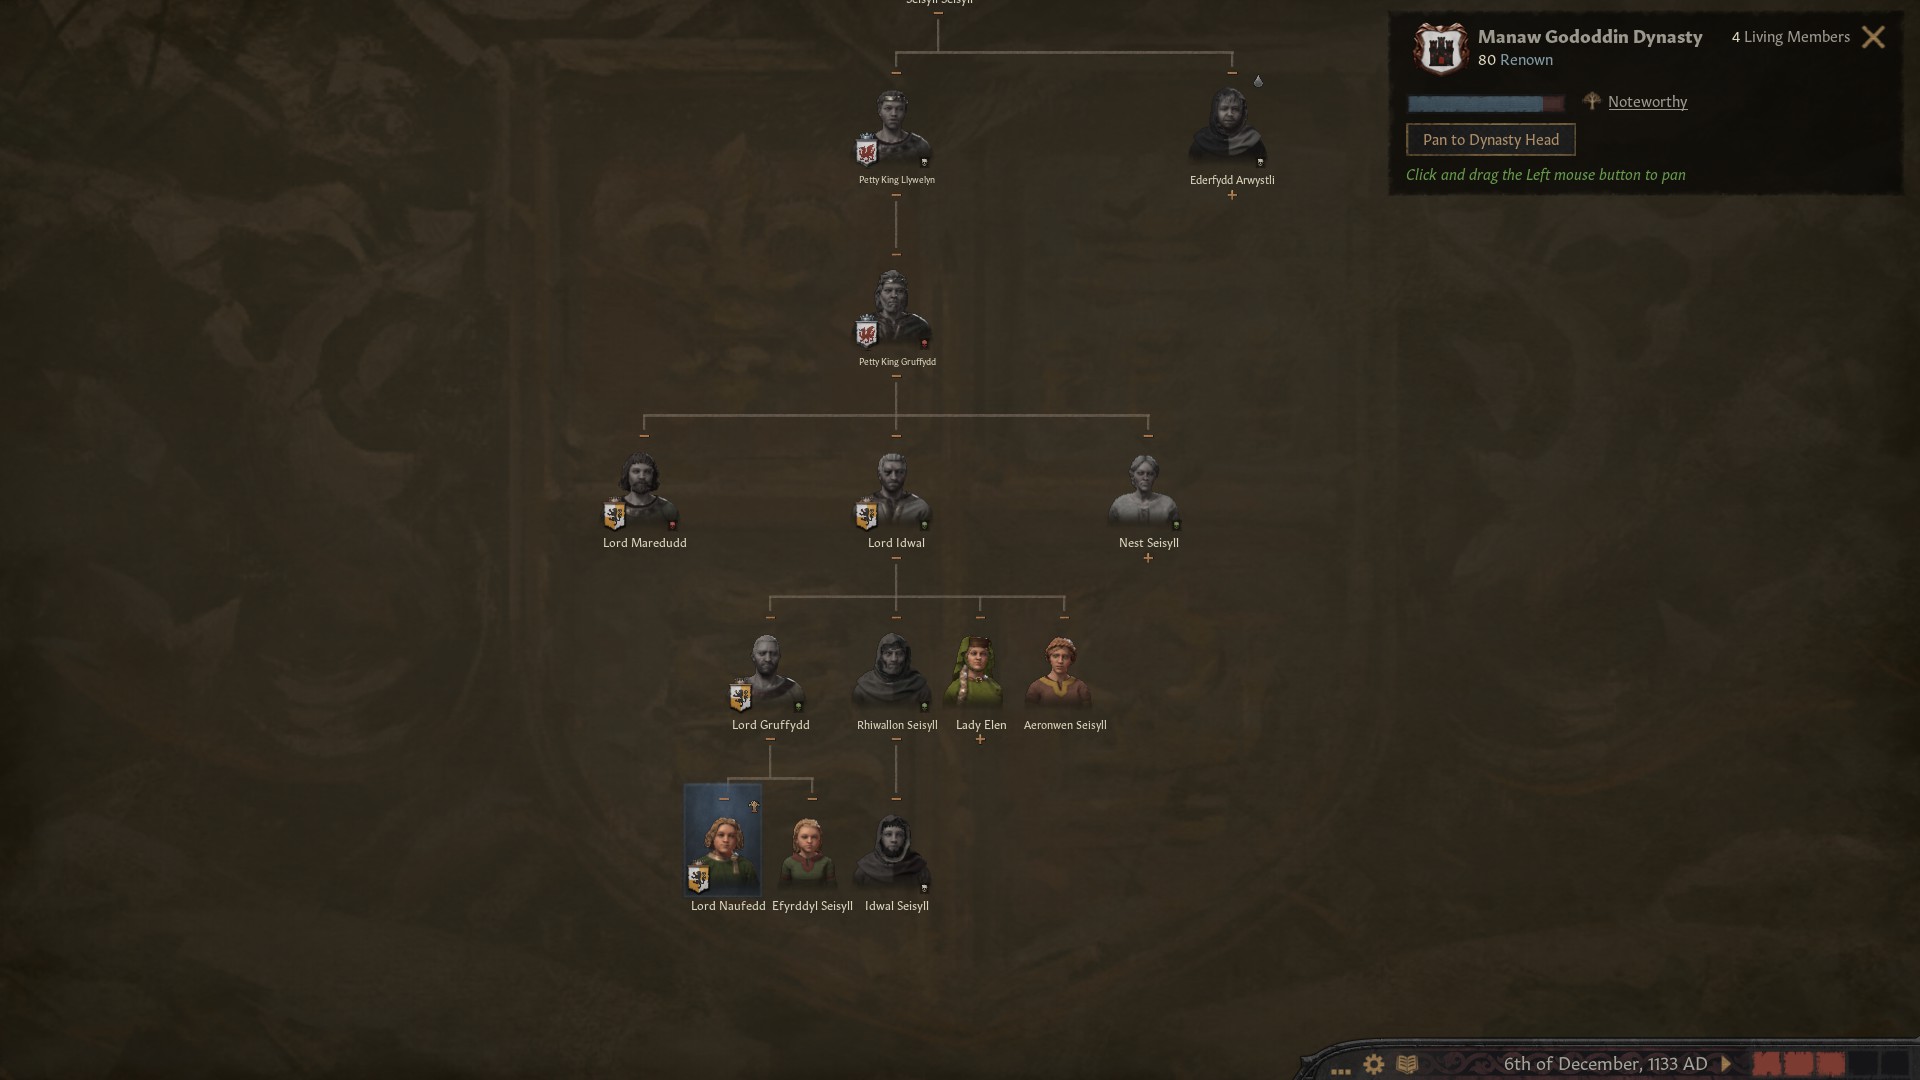 Seisyll Seisyll
Manaw Gododdin Dynasty
4 Living Members
80 Renown
Noteworthy
Pan to Dynasty Head
Click and drag the Left mouse button to pan
Petty King Llywelyn
Ederfydd Arwystli
Petty King Gruffydd
Lord Maredudd
Lord Idwal
Nest Seisyll
Lord Gruffydd
Rhiwallon Seisyll
Lady Elen
Aeronwen Seisyll
Lord Naufedd
Efyrddyl Seisyll
Idwal Seisyll
6th of December, 1133 AD